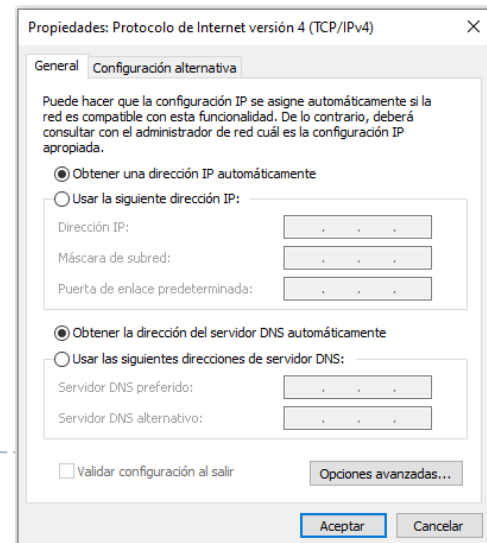 Propiedades: Protocolo de Internet versión 4 (TCP/IPv4)
General
Configuración alternativa
Puede hacer que la configuración IP se asigne automáticamente si la
red es compatible con esta funcionalidad. De lo contrario, deberá
consultar con el administrador de red cuál es la configuración IP
apropiada.
Obtener una dirección IP automáticamente
Usar la siguiente dirección IP:
Dirección IP:
Máscara de subred:
Puerta de enlace predeterminada:
Obtener la dirección del servidor DNS automáticamente
Usar las siguientes direcciones de servidor DNS:
Servidor DNS preferido:
Servidor DNS alternativo:
Validar configuración al salir
Opciones avanzadas...
Aceptar
Cancelar